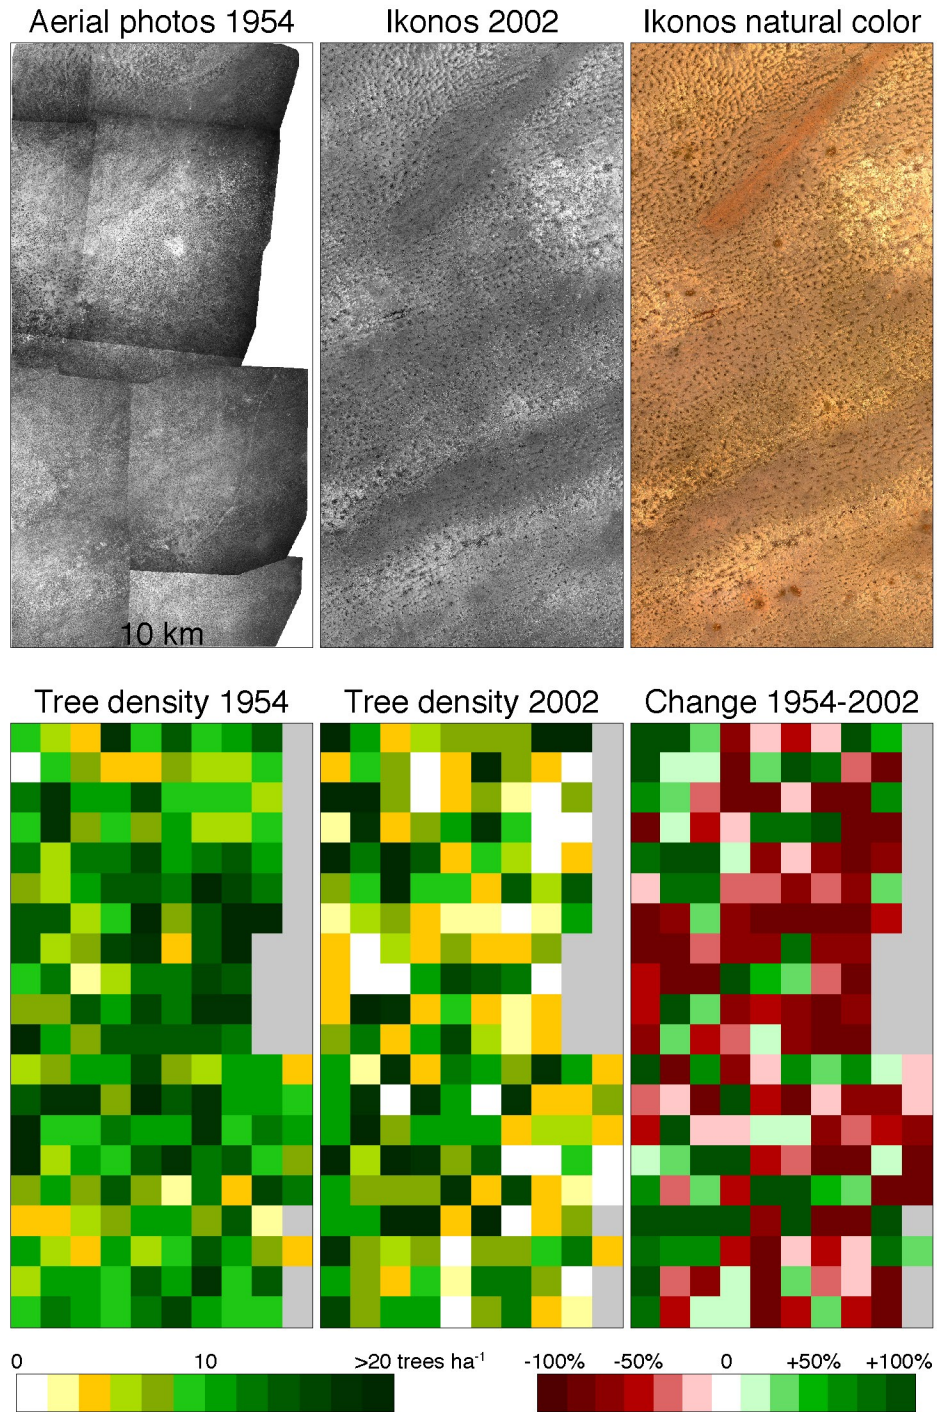 Aerial photos 1954
Ikonos 2002
Ikonos natural color
10 km
Tree density 1954
Tree density 2002
Change 1954-2002
0 10 >20 trees ha⁻¹
-100% -50% 0 +50% +100%